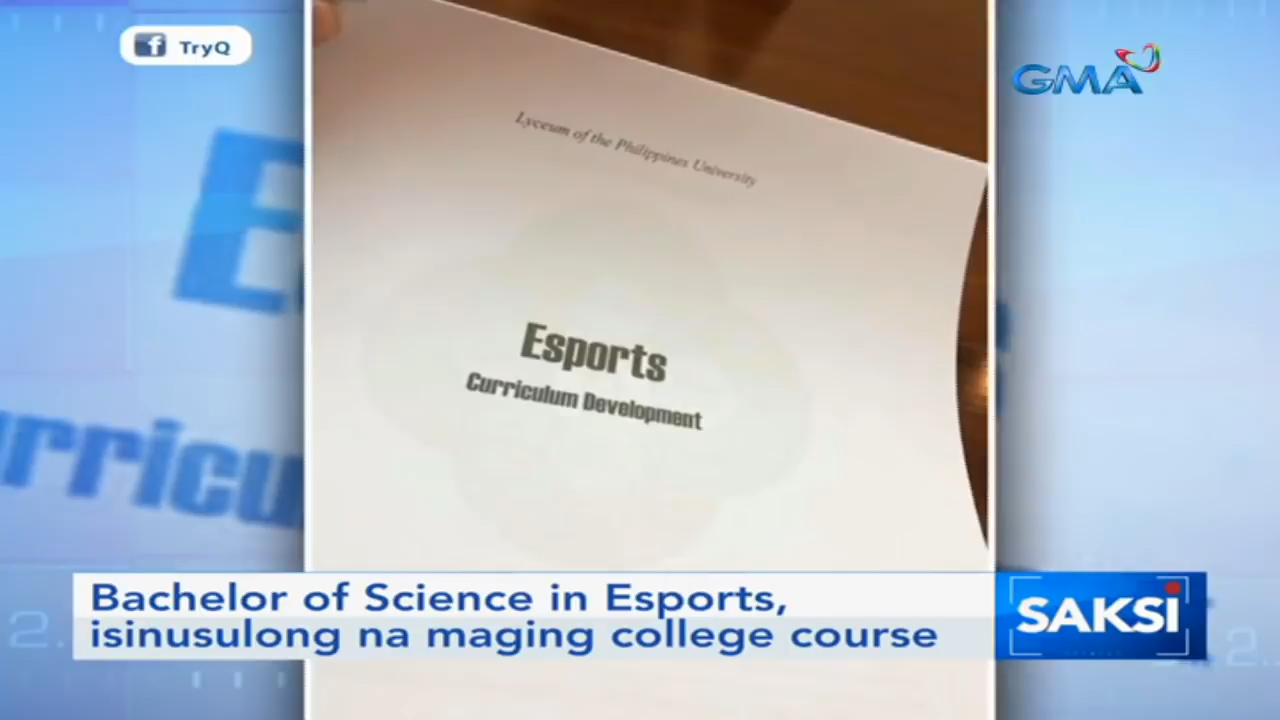 TryQ
GMA
Lyceum of the Philippines University
Esports
Curriculum Development
Bachelor of Science in Esports,
isinusulong na maging college course
SAKSI